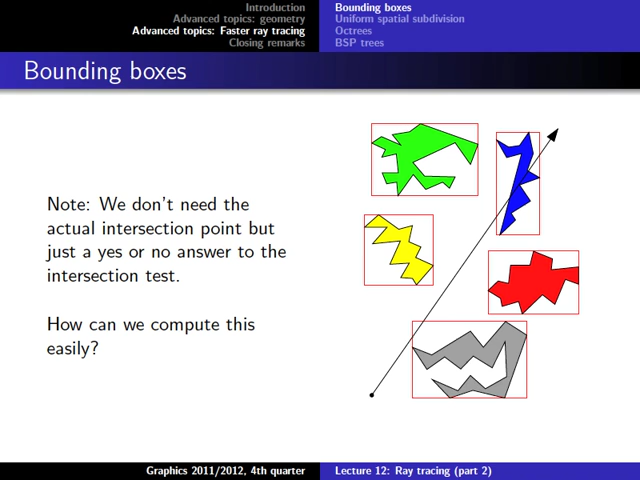 Introduction
Advanced topics: geometry
Advanced topics: Faster ray tracing
Closing remarks
Bounding boxes
Uniform spatial subdivision
Octrees
BSP trees
Bounding boxes
Note: We don't need the
actual intersection point but
just a yes or no answer to the
intersection test.
How can we compute this
easily?
Graphics 2011/2012, 4th quarter
Lecture 12: Ray tracing (part 2)